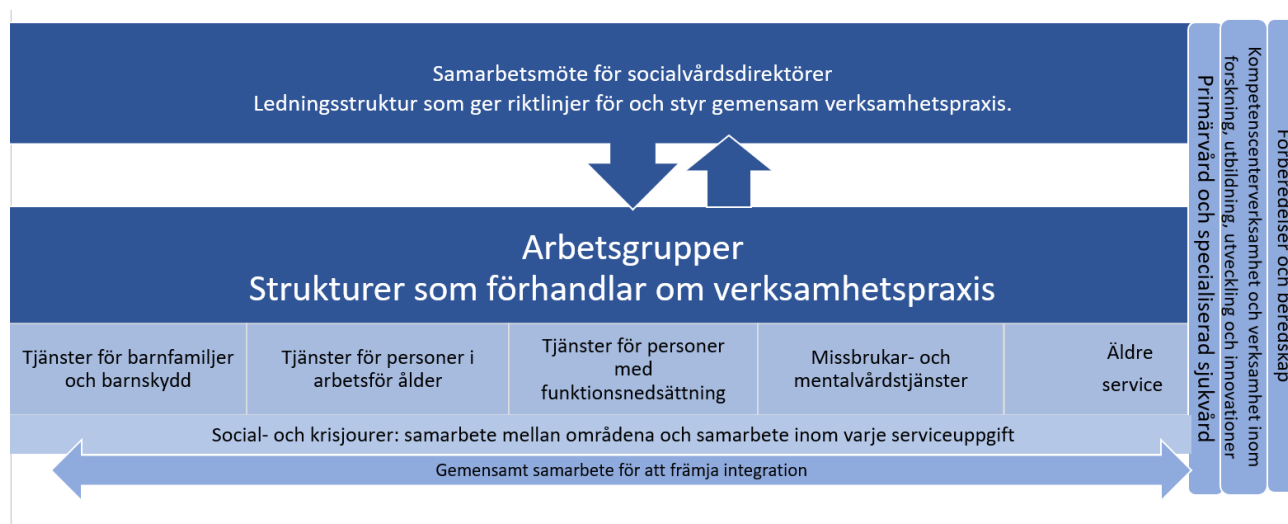 Samarbetsmöte för socialvårdsdirektörer
Ledningsstruktur som ger riktlinjer för och styr gemensam verksamhetspraxis.
Arbetsgrupper
Strukturer som förhandlar om verksamhetspraxis
Tjänster för barnfamiljer
och barnskydd
Tjänster för personer i
arbetsför ålder
Tjänster för personer
med
funktionsnedsättning
Missbrukar- och
mentalvårdstjänster
Äldre
service
Social- och krisjourer: samarbete mellan områdena och samarbete inom varje serviceuppgift
Gemensamt samarbete för att främja integration
Primärvård och specialiserad sjukvård
Kompetenscenterverksamhet och verksamhet inom
forskning, utbildning, utveckling och innovationer
Förberedelser och beredskap